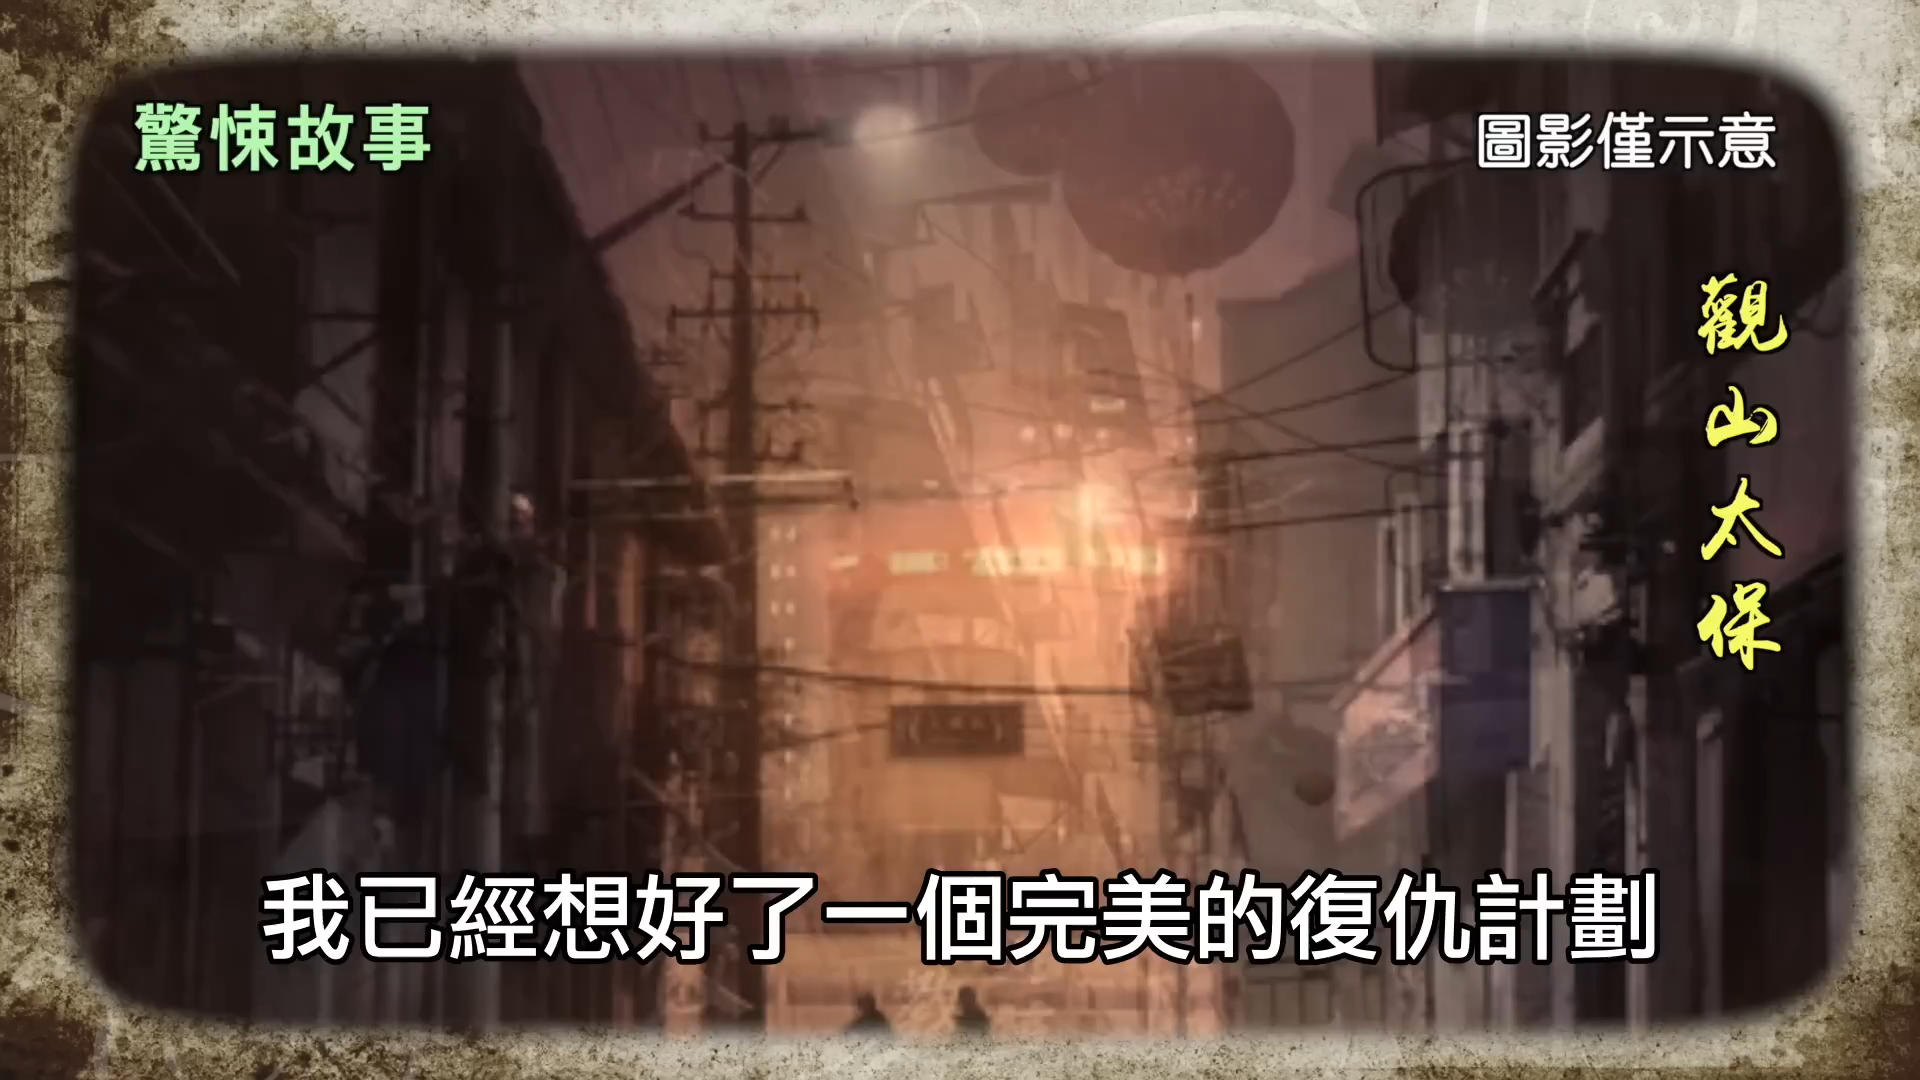 驚悚故事
圖影僅示意
觀山太保
我已經想好了一個完美的復仇計劃